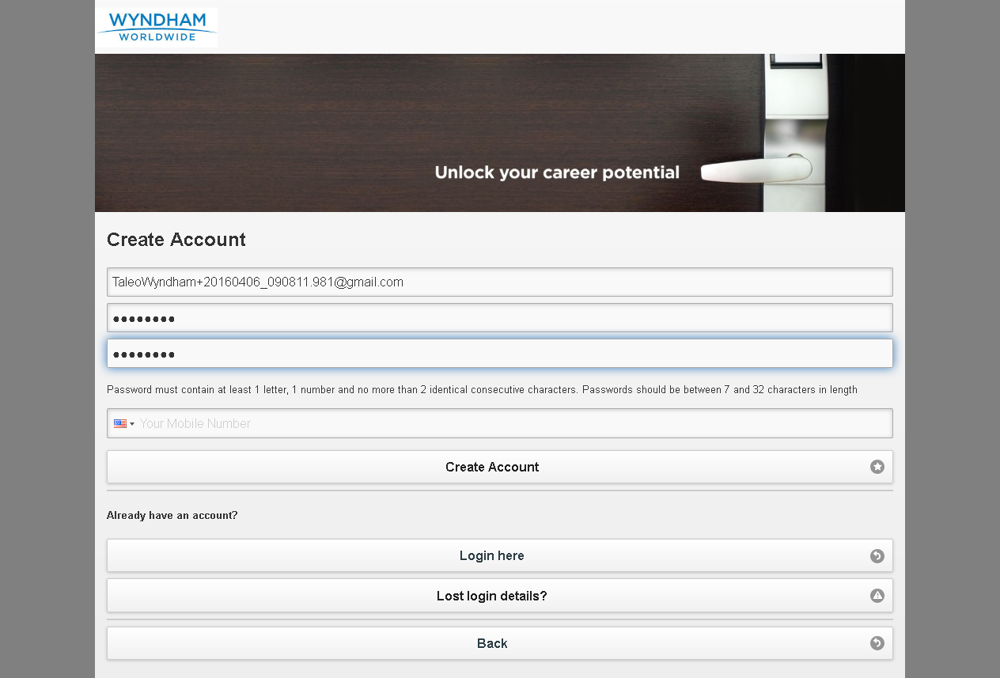 WYNDHAM
WORLDWIDE
Unlock your career potential
Create Account
TaleoWyndham+20160406_090811.981@gmail.com
••••••••
••••••••
Password must contain at least 1 letter, 1 number and no more than 2 identical consecutive characters. Passwords should be between 7 and 32 characters in length
Your Mobile Number
Create Account
Already have an account?
Login here
Lost login details?
Back